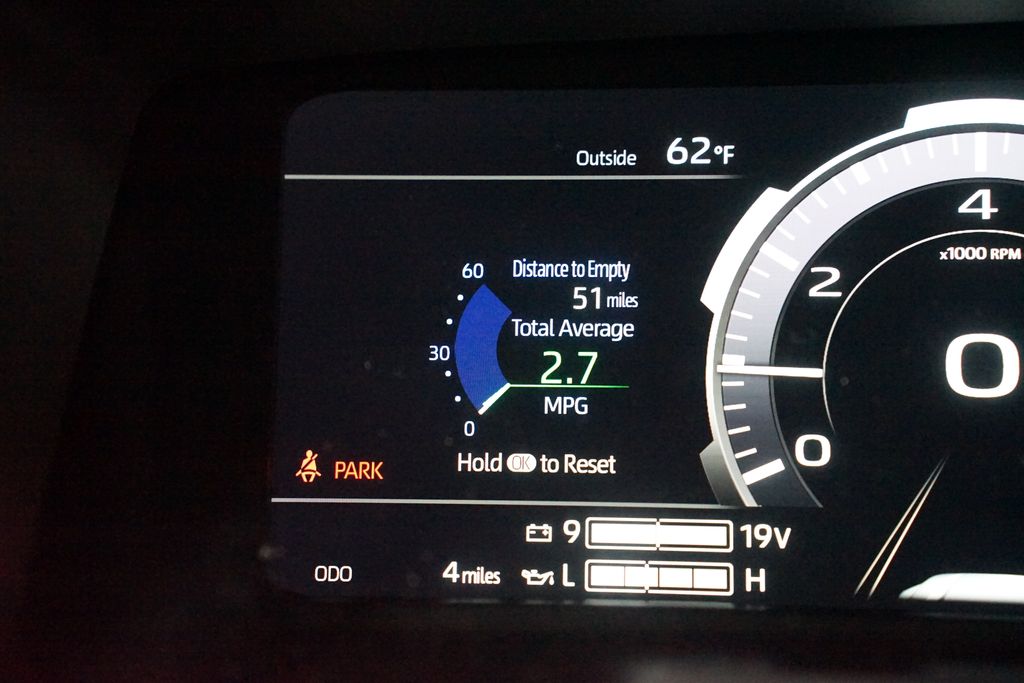 Outside 62°F
4
x1000 RPM
2
60 Distance to Empty
51 miles
Total Average
30 2.7
MPG
0
0
0
Hold OK to Reset
PARK
9 19V
ODO 4 miles L H